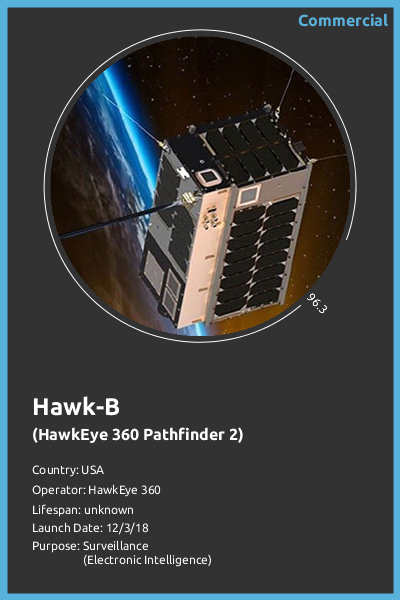 Commercial
96.3
Hawk-B
(HawkEye 360 Pathfinder 2)
Country: USA
Operator: HawkEye 360
Lifespan: unknown
Launch Date: 12/3/18
Purpose: Surveillance
(Electronic Intelligence)